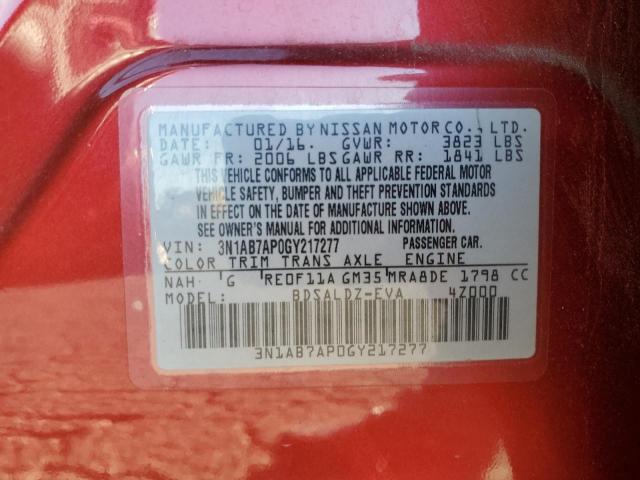 MANUFACTURED BY NISSAN MOTOR CO., LTD.
DATE: 01/16. GVWR: 3823 LBS
GAWR FR: 2006 LBS GAWR RR: 1841 LBS
THIS VEHICLE CONFORMS TO ALL APPLICABLE FEDERAL MOTOR
VEHICLE SAFETY, BUMPER AND THEFT PREVENTION STANDARDS
IN EFFECT ON THE DATE OF MANUFACTURE SHOWN ABOVE.
SEE OWNER'S MANUAL FOR ADDITIONAL INFORMATION.
VIN: 3N1AB7AP0GY217277 PASSENGER CAR.
COLOR TRIM TRANS AXLE ENGINE
NAH G RE0F11A GM35 MRA8DE 1798 CC
MODEL: BDSALDZ-EVA 4Z000
3N1AB7AP0GY217277